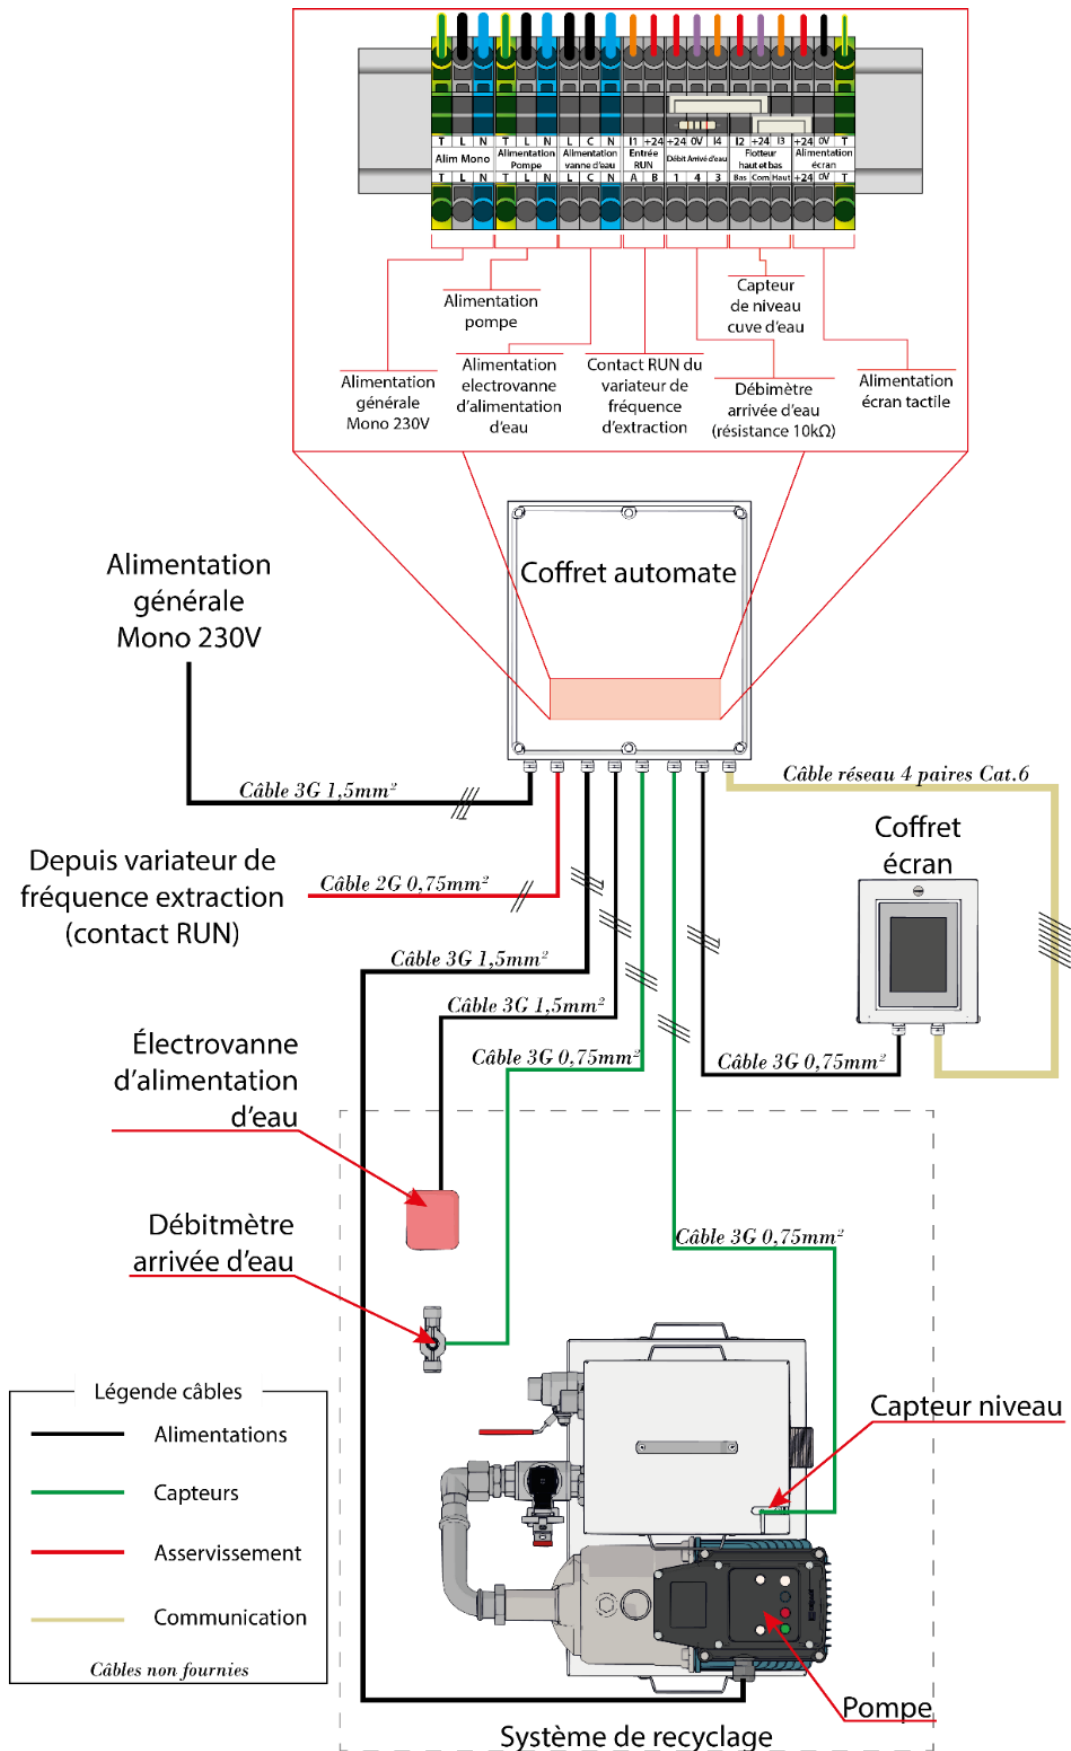 T L N T L N L C N I1 +24 +24 0V I4 I2 +24 I3 +24 0V T
Alim Mono
Alimentation
Pompe
Alimentation
vanne d'eau
Entrée
RUN
Débit Arrivé d'eau
Flotteur
haut et bas
Alimentation
écran
T L N T L N L C N A B 1 4 3 Bas Com Haut +24 0V T
Capteur
de niveau
cuve d'eau
Alimentation
pompe
Alimentation
générale
Mono 230V
Alimentation
electrovanne
d'alimentation
d'eau
Contact RUN du
variateur de
fréquence
d'extraction
Débimètre
arrivée d'eau
(résistance 10kΩ)
Alimentation
écran tactile
Coffret automate
Alimentation
générale
Mono 230V
Câble 3G 1,5mm²
Câble réseau 4 paires Cat.6
Coffret
écran
Depuis variateur de
fréquence extraction
(contact RUN)
Câble 2G 0,75mm²
Câble 3G 1,5mm²
Câble 3G 1,5mm²
Câble 3G 0,75mm²
Câble 3G 0,75mm²
Électrovanne
d'alimentation
d'eau
Débitmètre
arrivée d'eau
Câble 3G 0,75mm²
Légende câbles
Alimentations
Capteurs
Asservissement
Communication
Câbles non fournies
Capteur niveau
Pompe
Système de recyclage